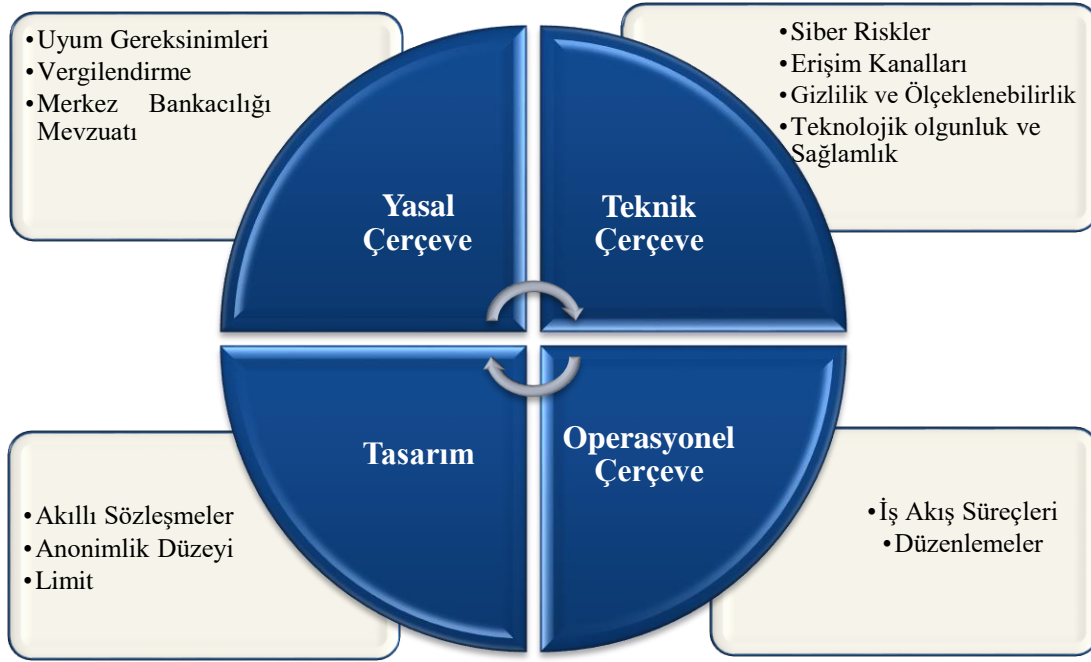 •Uyum Gereksinimleri
•Vergilendirme
•Merkez Bankacılığı
Mevzuatı
•Siber Riskler
•Erişim Kanalları
•Gizlilik ve Ölçeklenebilirlik
•Teknolojik olgunluk ve
Sağlamlık
Yasal
Çerçeve
Teknik
Çerçeve
Tasarım
Operasyonel
Çerçeve
•Akıllı Sözleşmeler
•Anonimlik Düzeyi
•Limit
•İş Akış Süreçleri
•Düzenlemeler